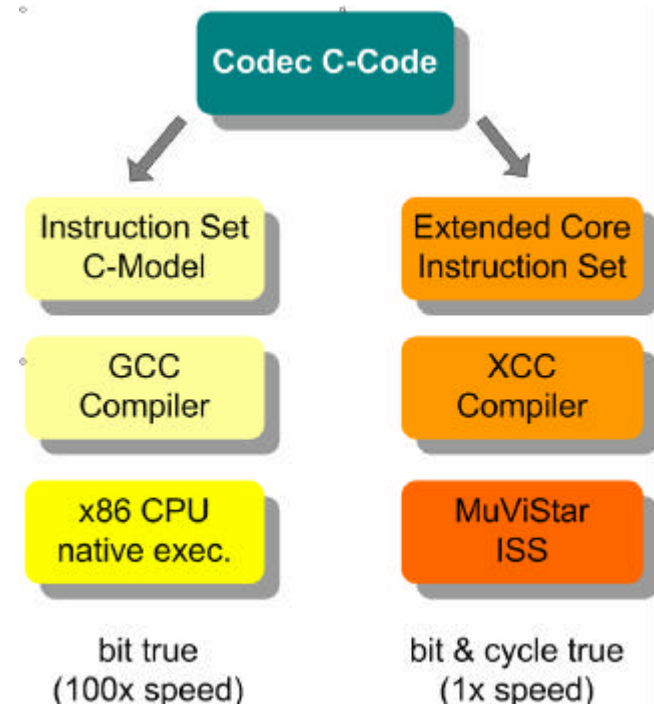 Codec C-Code
Instruction Set
C-Model
Extended Core
Instruction Set
GCC
Compiler
XCC
Compiler
x86 CPU
native exec.
MuViStar
ISS
bit true
(100x speed)
bit & cycle true
(1x speed)